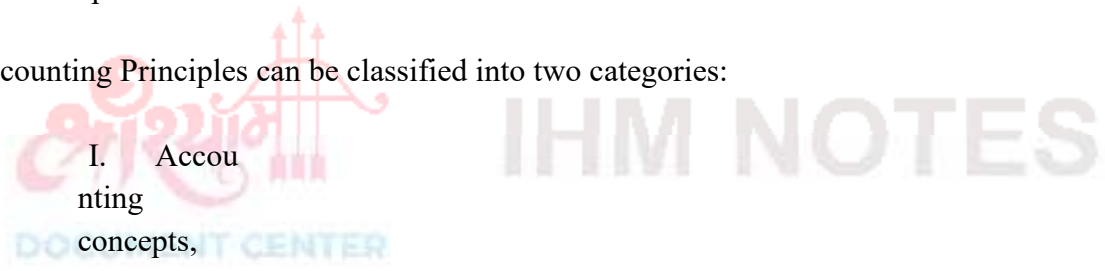 counting Principles can be classified into two categories:
श्री श्याम
IHM NOTES
I. Accou
nting
concepts,
DOCUMENT CENTER